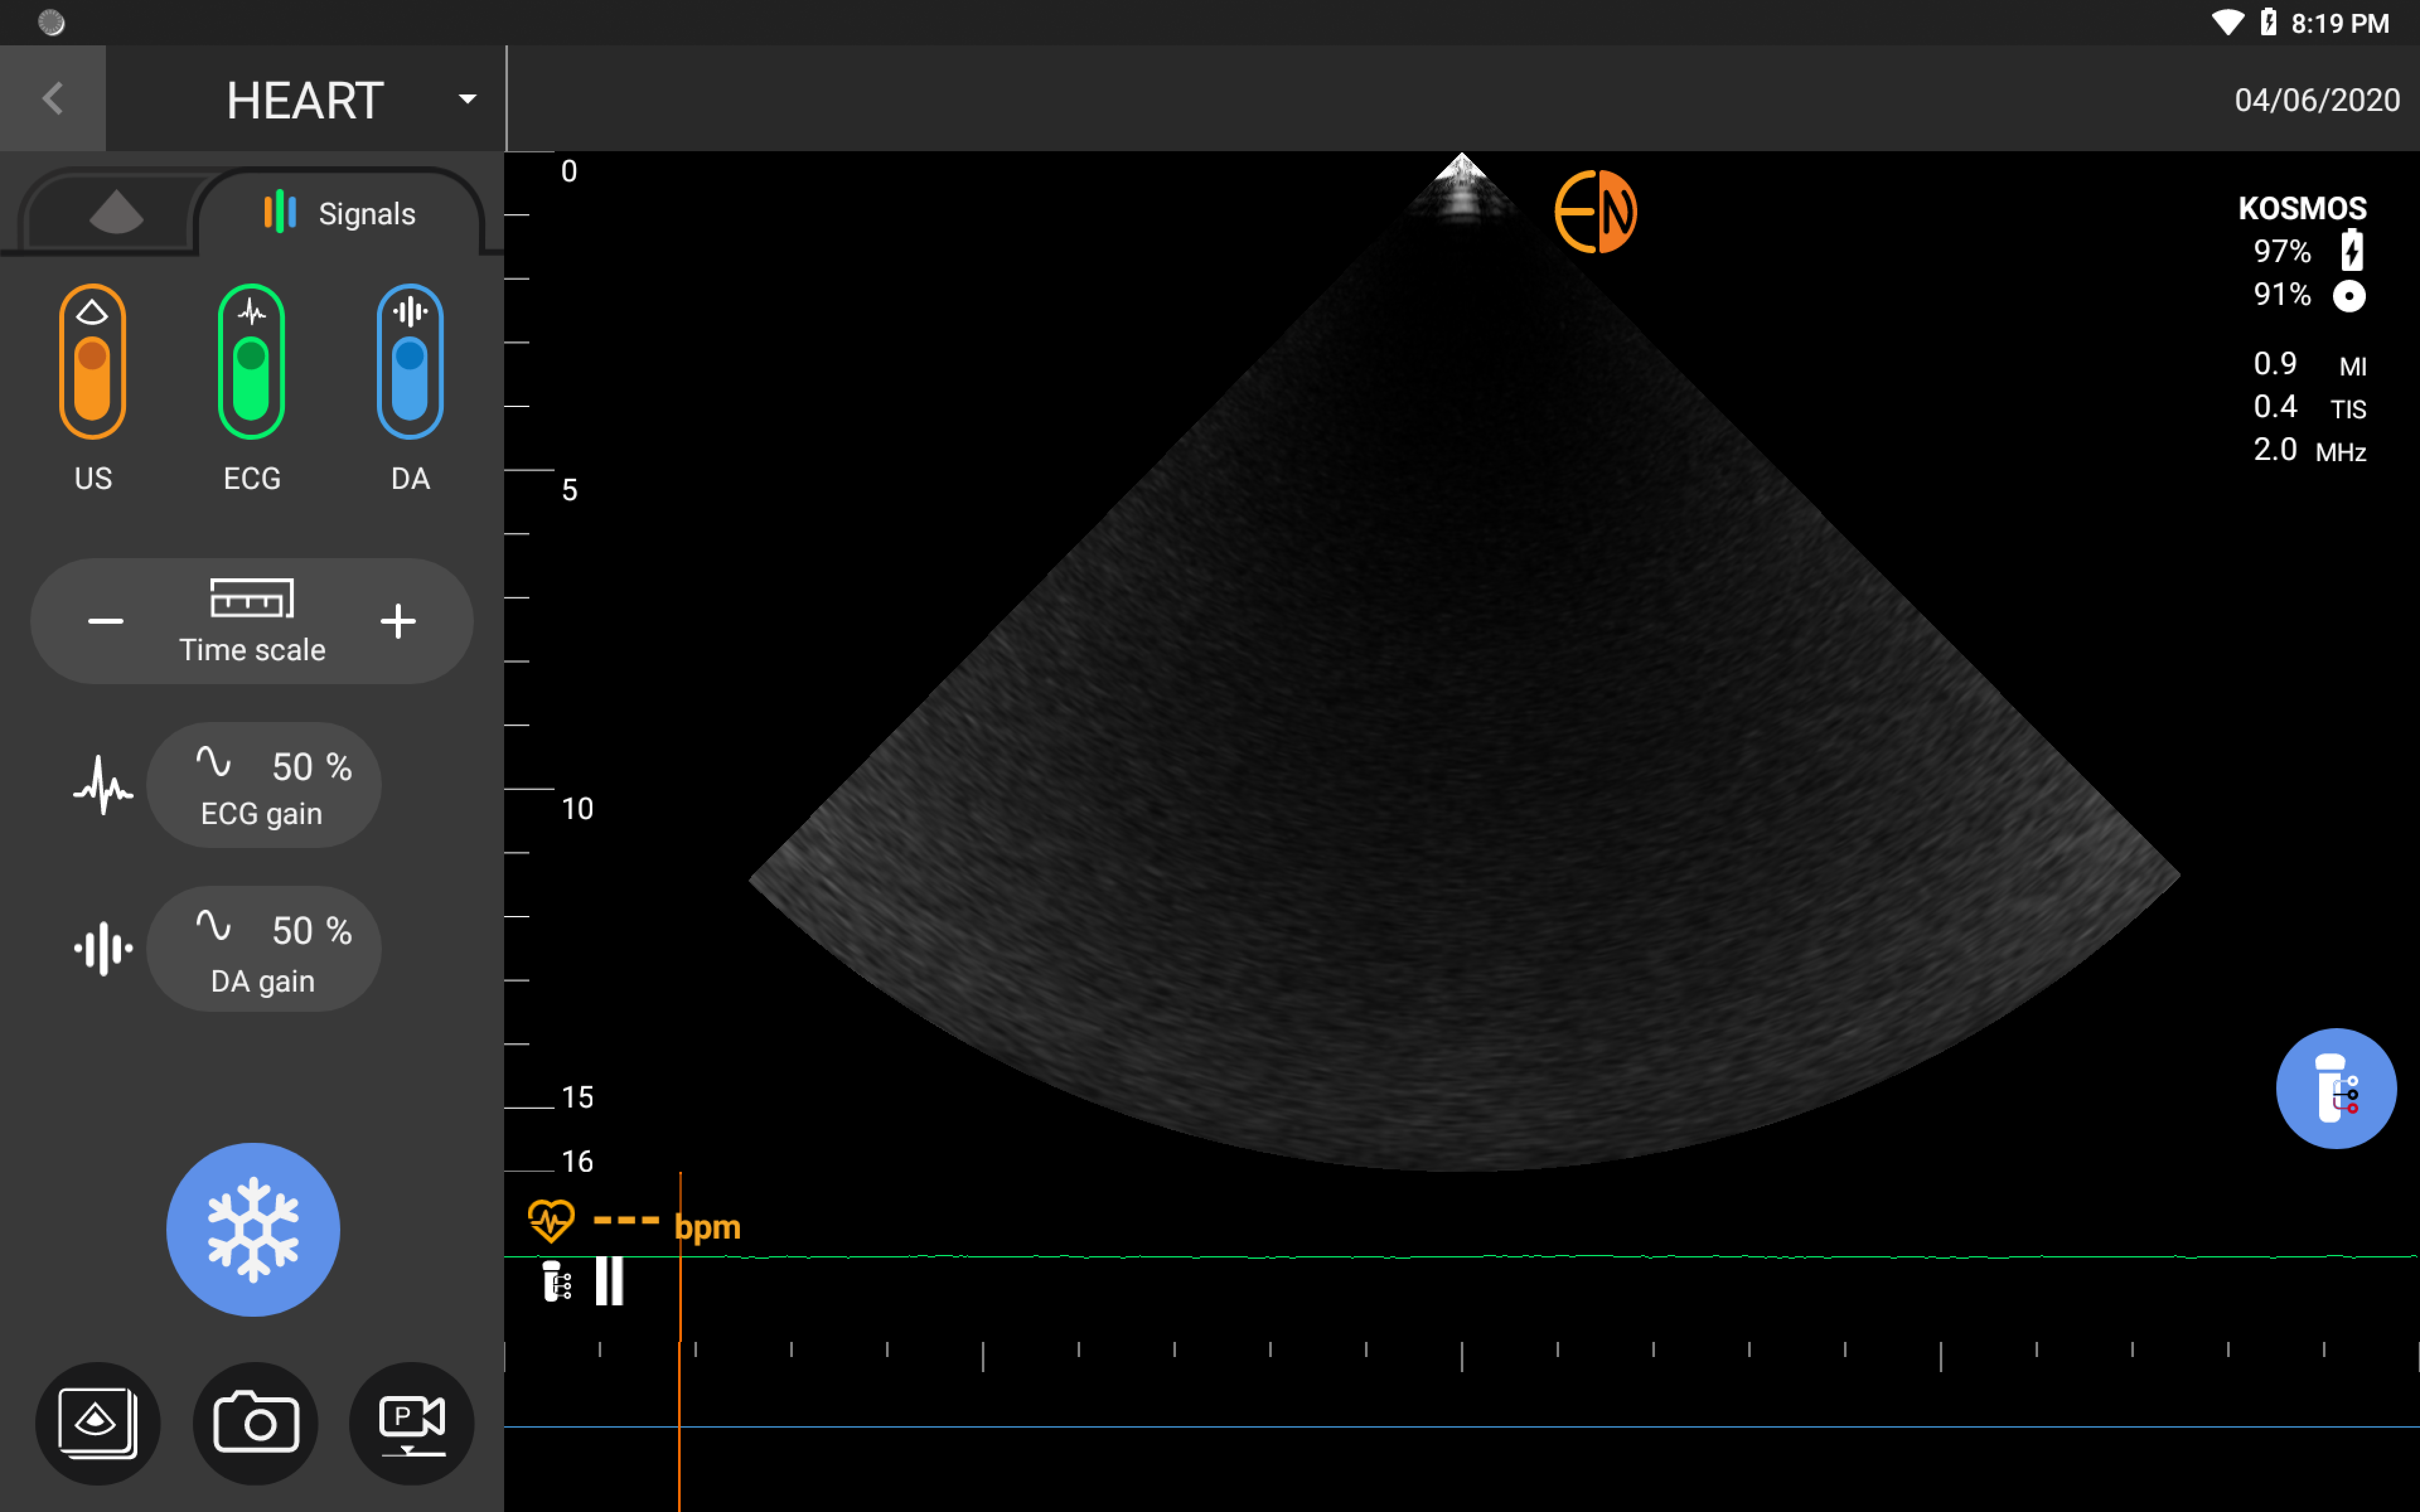 8:19 PM
HEART
04/06/2020
Signals
US ECG DA
Time scale
50 %
ECG gain
50 %
DA gain
0
5
10
15
16
EN
KOSMOS
97%
91%
0.9 MI
0.4 TIS
2.0 MHz
--- bpm
P